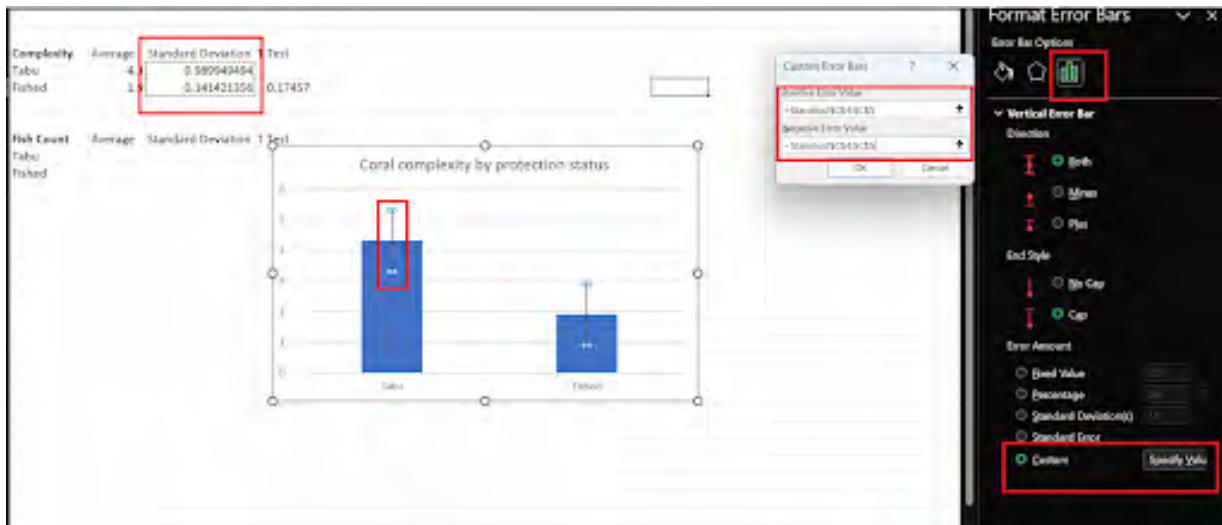 Complexity Average Standard Deviation T Test
Tabu 0.989949494
Fished 0.141421356 0.17457
Fish Count Average Standard Deviation T Test
Tabu
Fished
Coral complexity by protection status
Tabu
Fished
Custom Error Bars ? ×
Positive Error Value
Negative Error Value
OK Cancel
Format Error Bars
Error Bar Options
Vertical Error Bar
Direction
Both
Minus
Plus
End Style
No Cap
Cap
Error Amount
Fixed Value
Percentage
Standard Deviation(s)
Standard Error
Custom Specify Valu